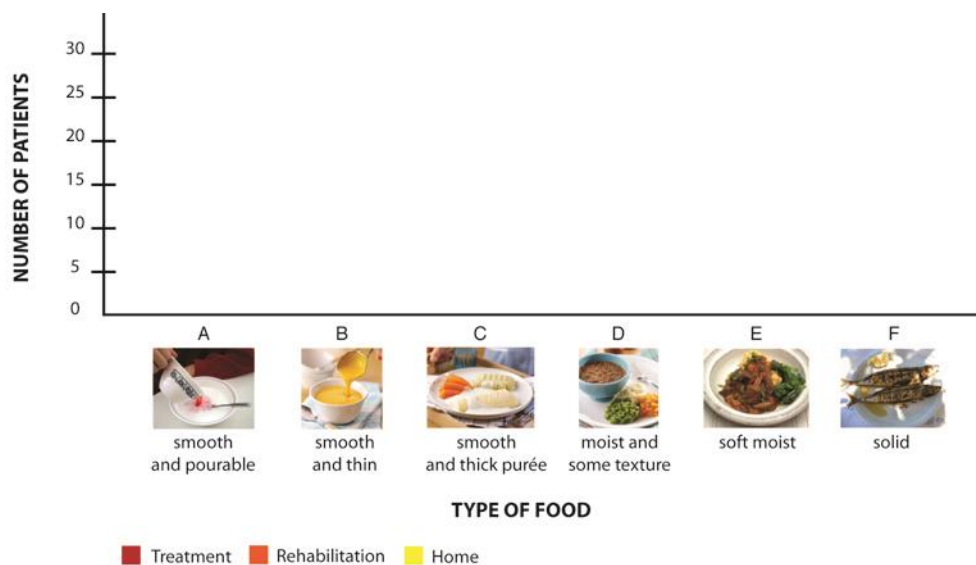 NUMBER OF PATIENTS
30
25
20
15
10
5
0
A B C D E F
smooth and pourable
smooth and thin
smooth and thick purée
moist and some texture
soft moist
solid
TYPE OF FOOD
Treatment Rehabilitation Home